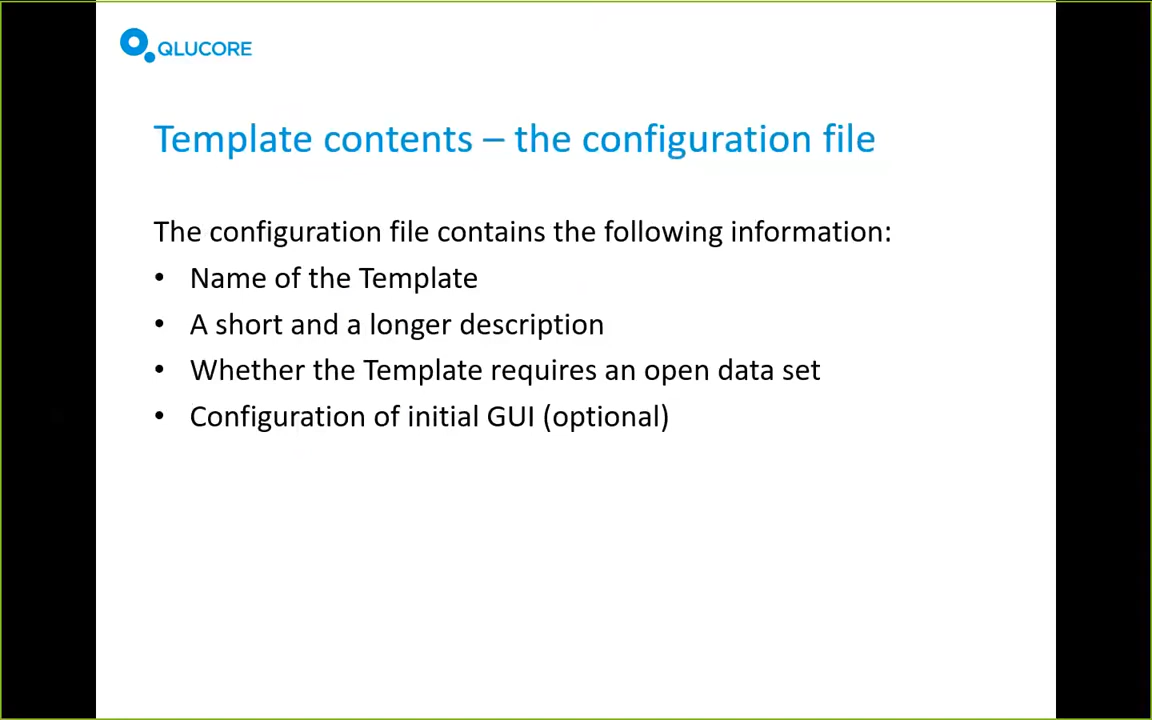 QLUCORE
Template contents – the configuration file
The configuration file contains the following information:
• Name of the Template
• A short and a longer description
• Whether the Template requires an open data set
• Configuration of initial GUI (optional)